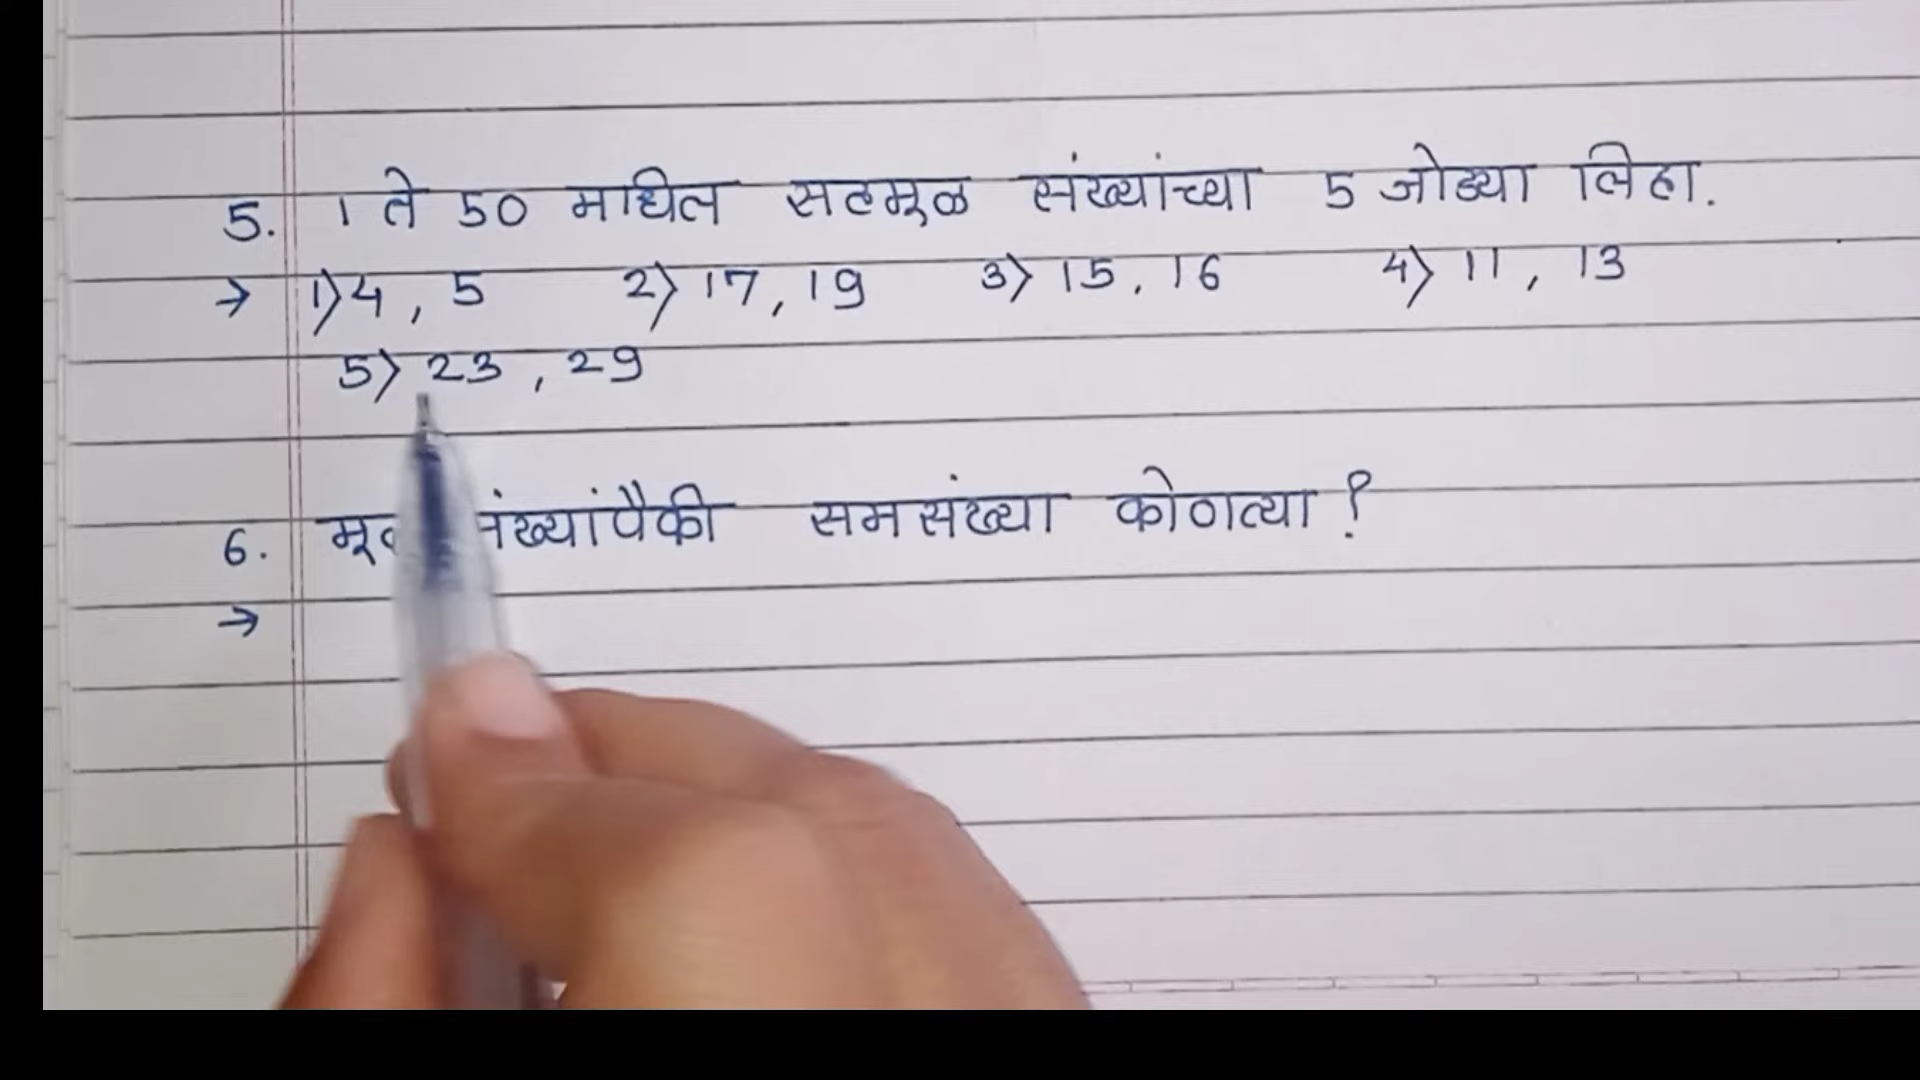 5. 1 ते 50 मधिल सहमूळ संख्यांच्या 5 जोड्या लिहा.
→ 1) 4, 5 2) 17, 19 3) 15, 16 4) 11, 13
5) 23, 29
6. संख्यांपैकी समसंख्या कोणत्या ?
→